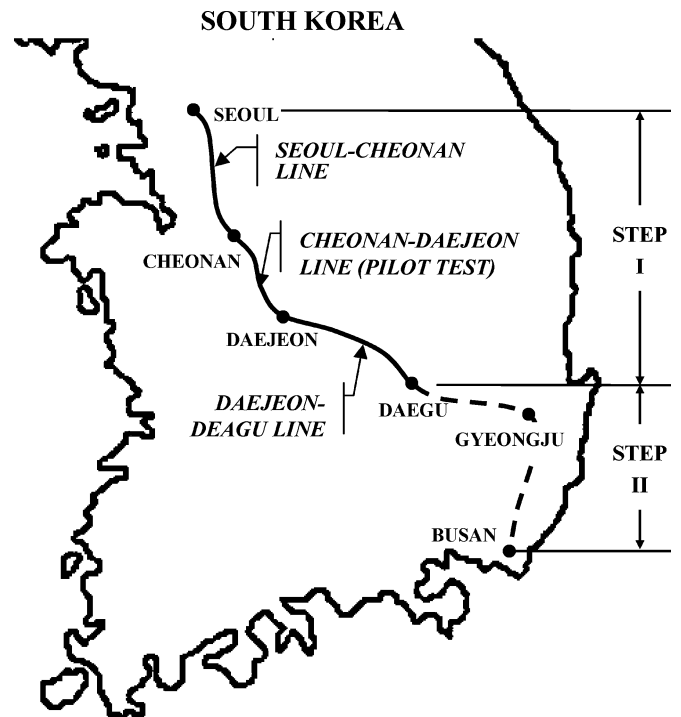 SOUTH KOREA
SEOUL
SEOUL-CHEONAN
LINE
CHEONAN
CHEONAN-DAEJEON
LINE (PILOT TEST)
STEP
I
DAEJEON
DAEJEON-
DEAGU LINE
DAEGU
GYEONGJU
STEP
II
BUSAN